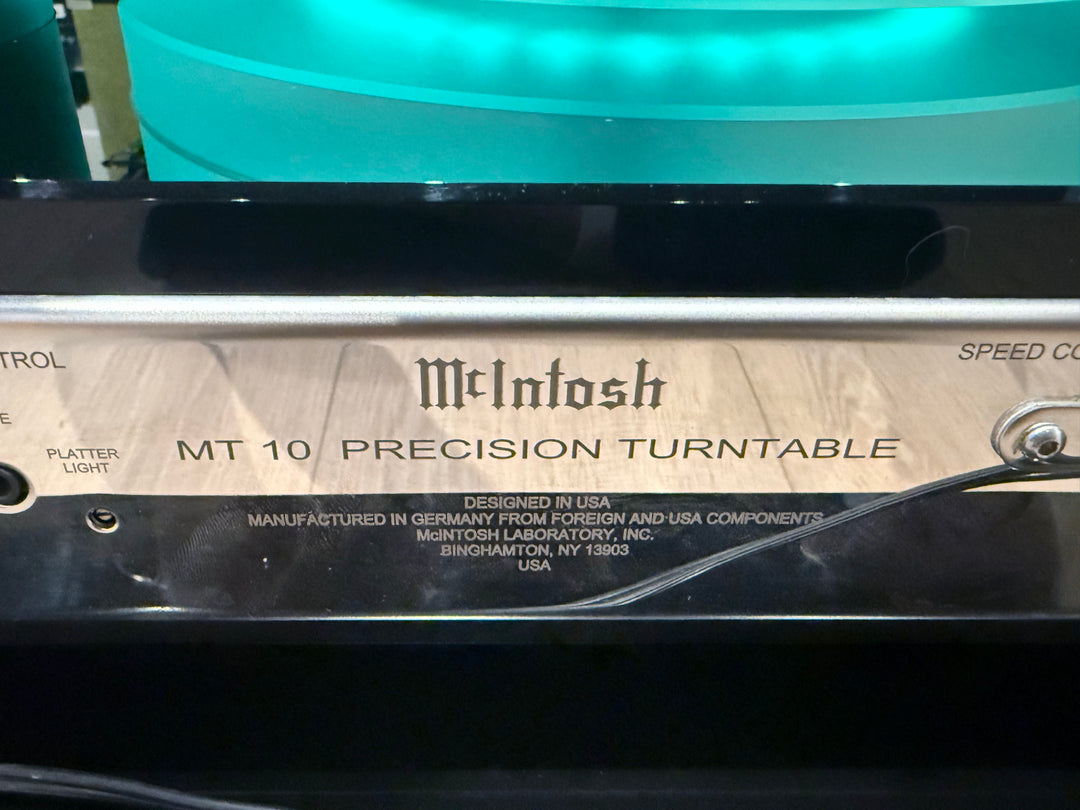 TROL
SPEED CO
McIntosh
E
MT 10 PRECISION TURNTABLE
PLATTER
LIGHT
DESIGNED IN USA
MANUFACTURED IN GERMANY FROM FOREIGN AND USA COMPONENTS
McINTOSH LABORATORY, INC.
BINGHAMTON, NY 13903
USA